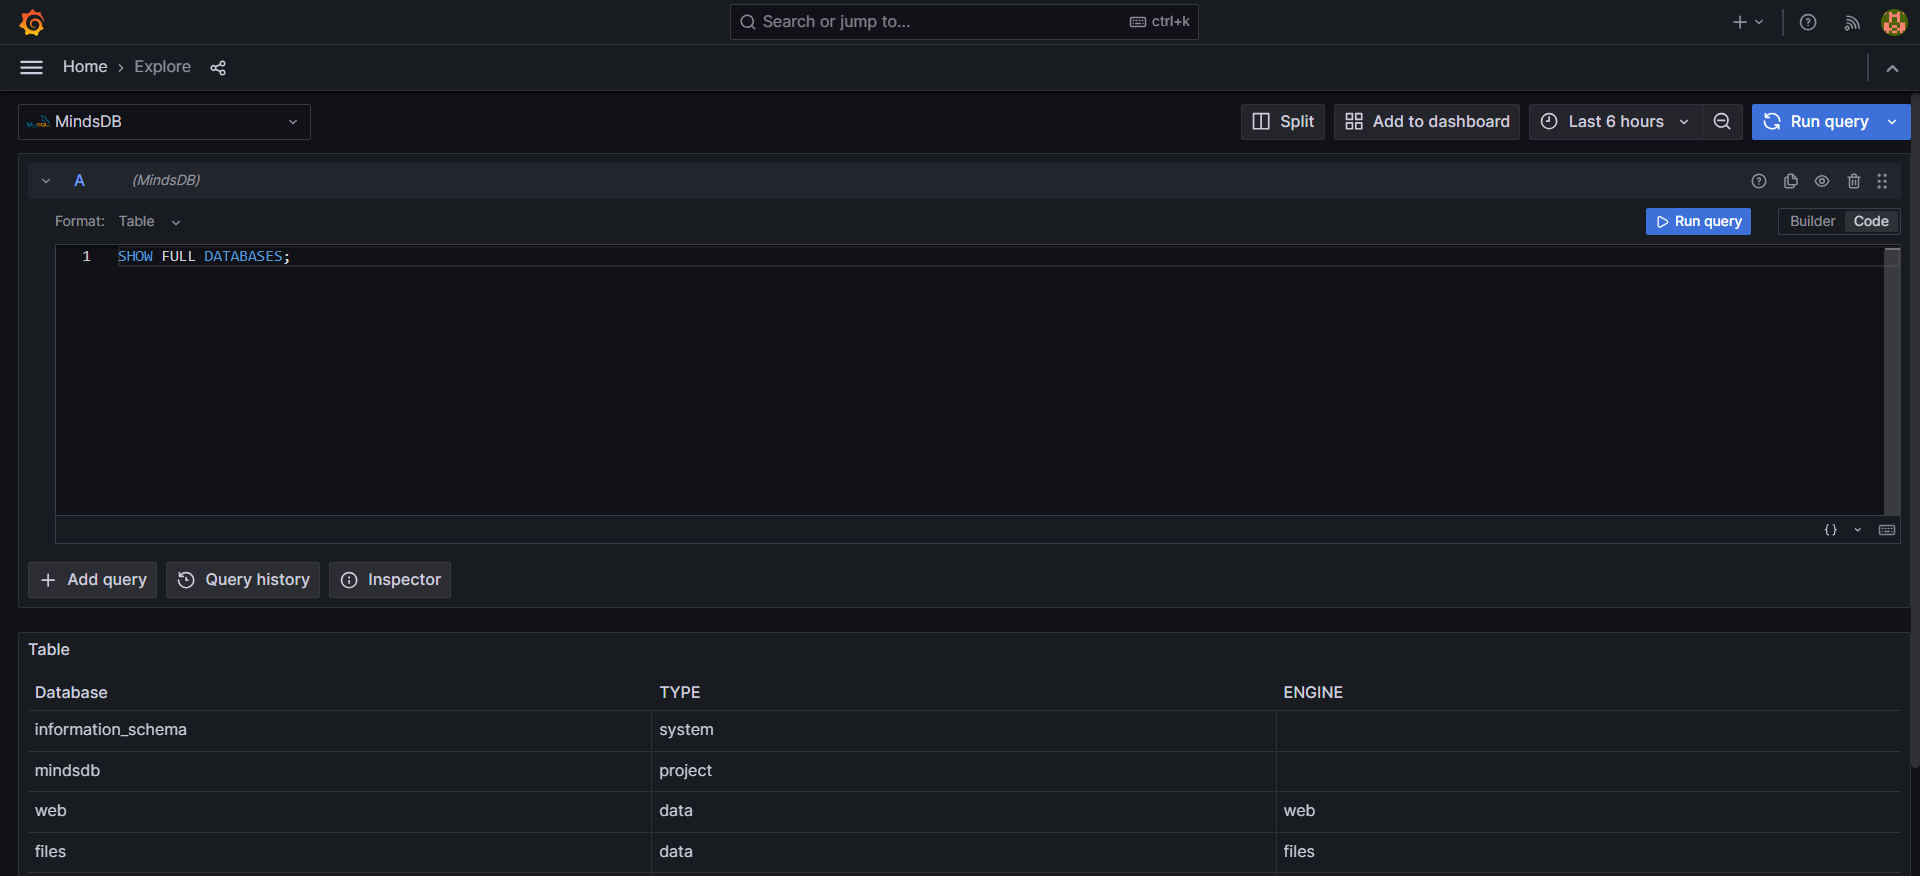 Search or jump to... ctrl+k
Home › Explore
MindsDB Split Add to dashboard Last 6 hours Run query
A (MindsDB)
Format: Table Run query Builder Code
1 SHOW FULL DATABASES;
{}
+ Add query Query history Inspector
Table
Database TYPE ENGINE
information_schema system
mindsdb project
web data web
files data files